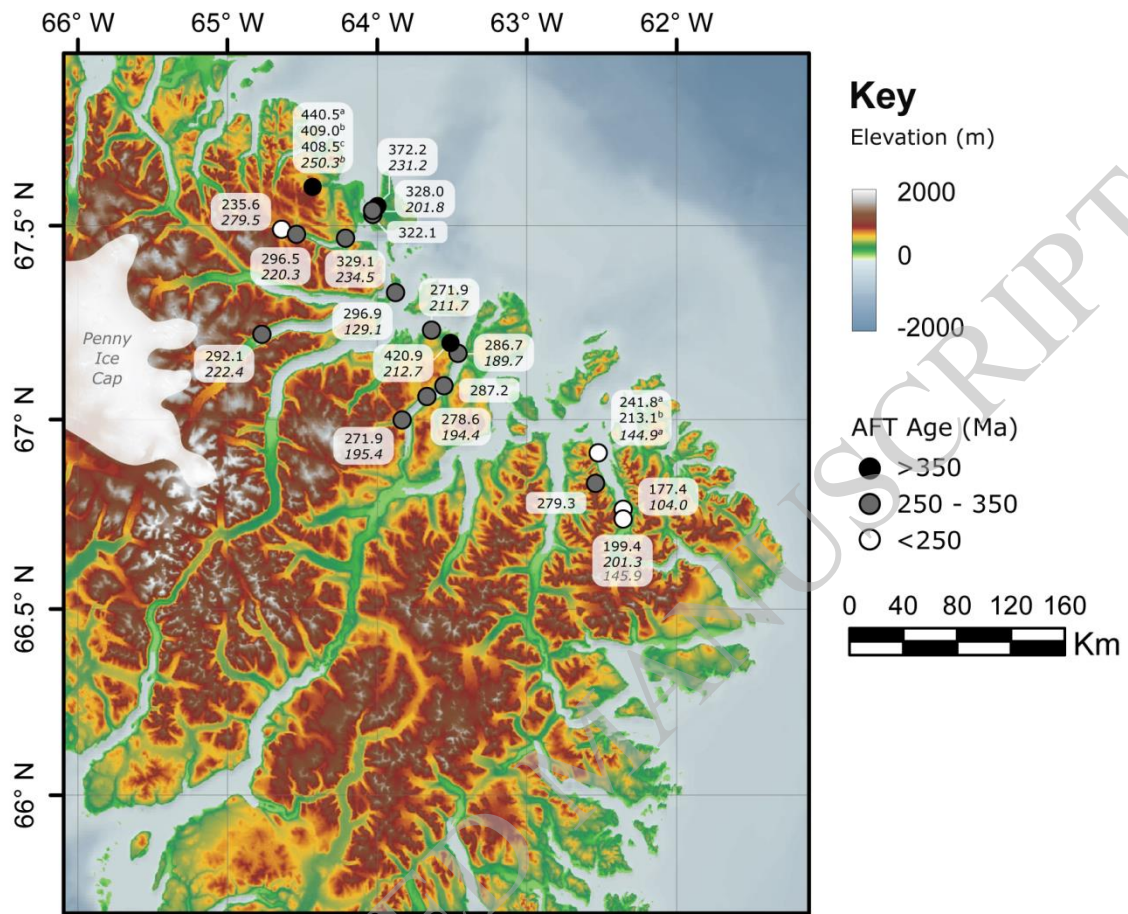 66° W 65° W 64° W 63° W 62° W
67.5° N
67° N
66.5° N
66° N
440.5ᵃ
409.0ᵇ
408.5ᶜ
250.3ᵇ
372.2
231.2
328.0
201.8
322.1
235.6
279.5
296.5
220.3
329.1
234.5
271.9
211.7
296.9
129.1
292.1
222.4
420.9
212.7
286.7
189.7
287.2
278.6
194.4
271.9
195.4
241.8ᵃ
213.1ᵇ
144.9ᵃ
279.3
177.4
104.0
199.4
201.3
145.9
Penny
Ice
Cap
Key
Elevation (m)
2000
0
-2000
AFT Age (Ma)
>350
250 - 350
<250
0 40 80 120 160
Km
MANUSCRIPT